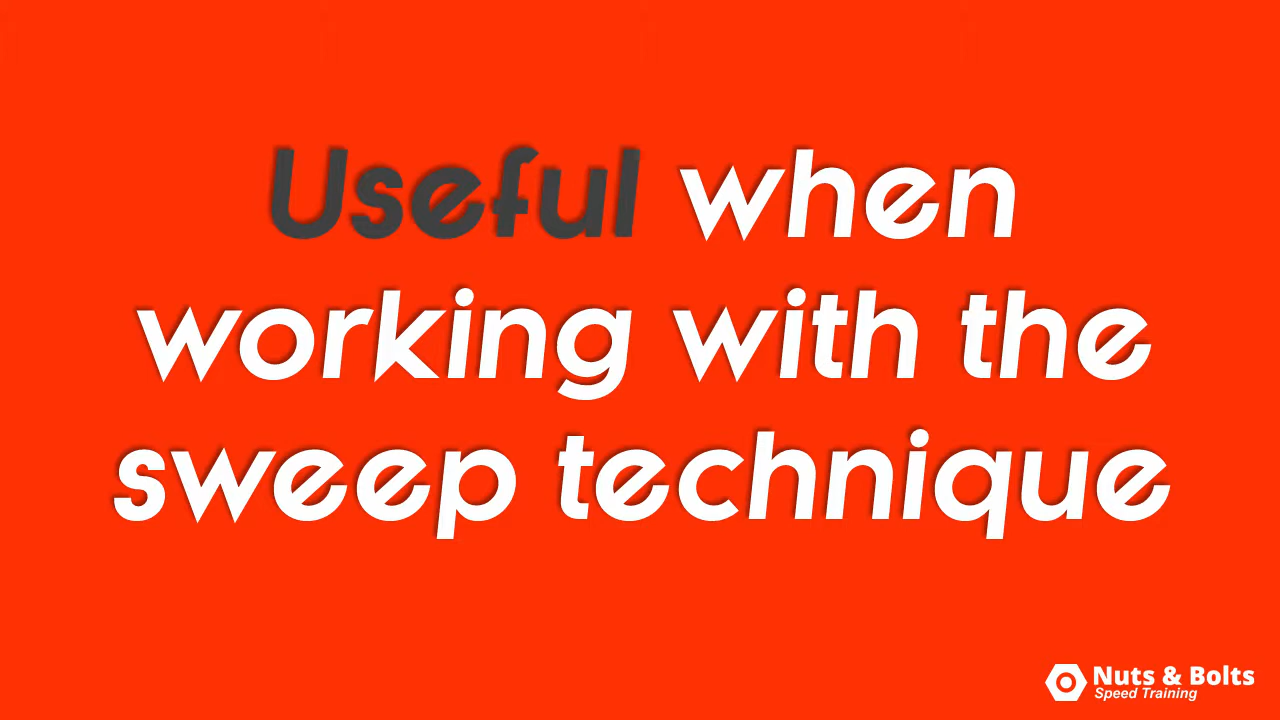 Useful when
working with the
sweep technique
Nuts & Bolts
Speed Training